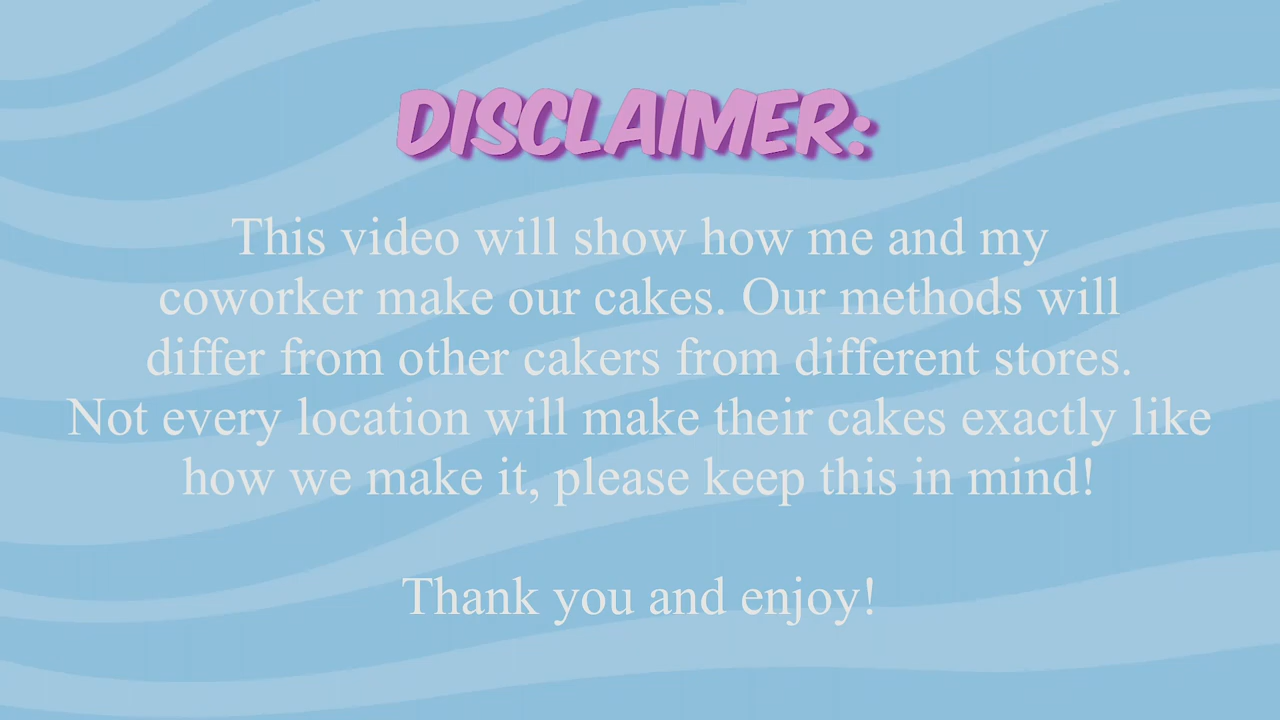 DISCLAIMER:
This video will show how me and my
coworker make our cakes. Our methods will
differ from other cakers from different stores.
Not every location will make their cakes exactly like
how we make it, please keep this in mind!
Thank you and enjoy!